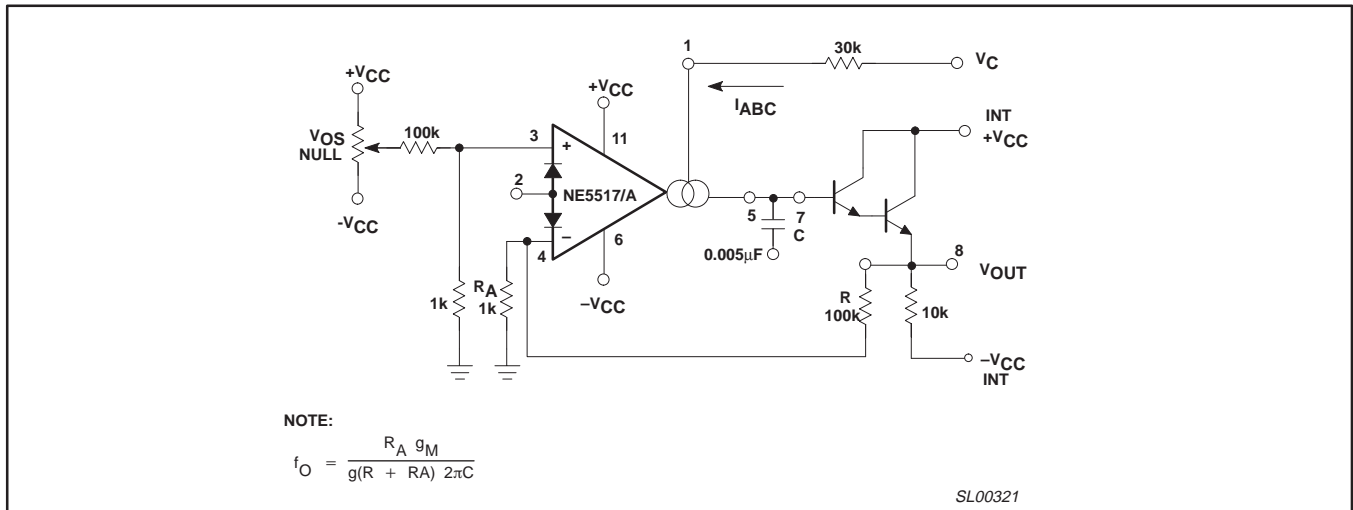 1
30k
VC
+VCC
+VCC
IABC
INT
+VCC
VOS
NULL
100k
3
+
11
2
NE5517/A
-VCC
–
4
6
5
7
C
0.005µF
8
VOUT
1k
RA
1k
–VCC
R
100k
10k
–VCC
INT
NOTE:
fO = RA gM
g(R + RA) 2πC
SL00321